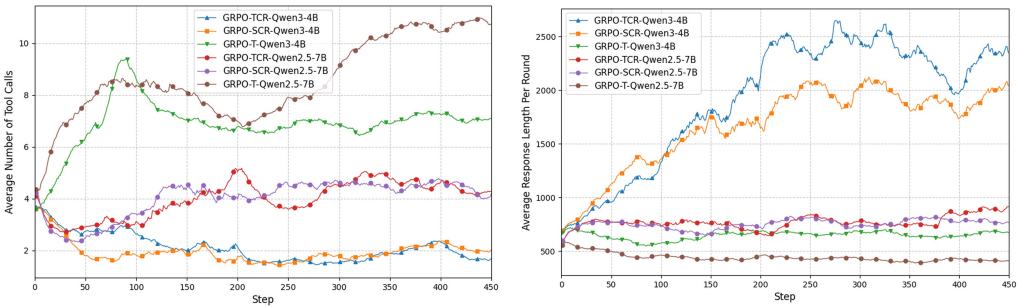 GRPO-TCR-Qwen3-4B
GRPO-SCR-Qwen3-4B
GRPO-T-Qwen3-4B
GRPO-TCR-Qwen2.5-7B
GRPO-SCR-Qwen2.5-7B
GRPO-T-Qwen2.5-7B
Average Number of Tool Calls
10
8
6
4
2
0 50 100 150 200 250 300 350 400 450
Step
GRPO-TCR-Qwen3-4B
GRPO-SCR-Qwen3-4B
GRPO-T-Qwen3-4B
GRPO-TCR-Qwen2.5-7B
GRPO-SCR-Qwen2.5-7B
GRPO-T-Qwen2.5-7B
Average Response Length Per Round
2500
2000
1500
1000
500
0 50 100 150 200 250 300 350 400 450
Step